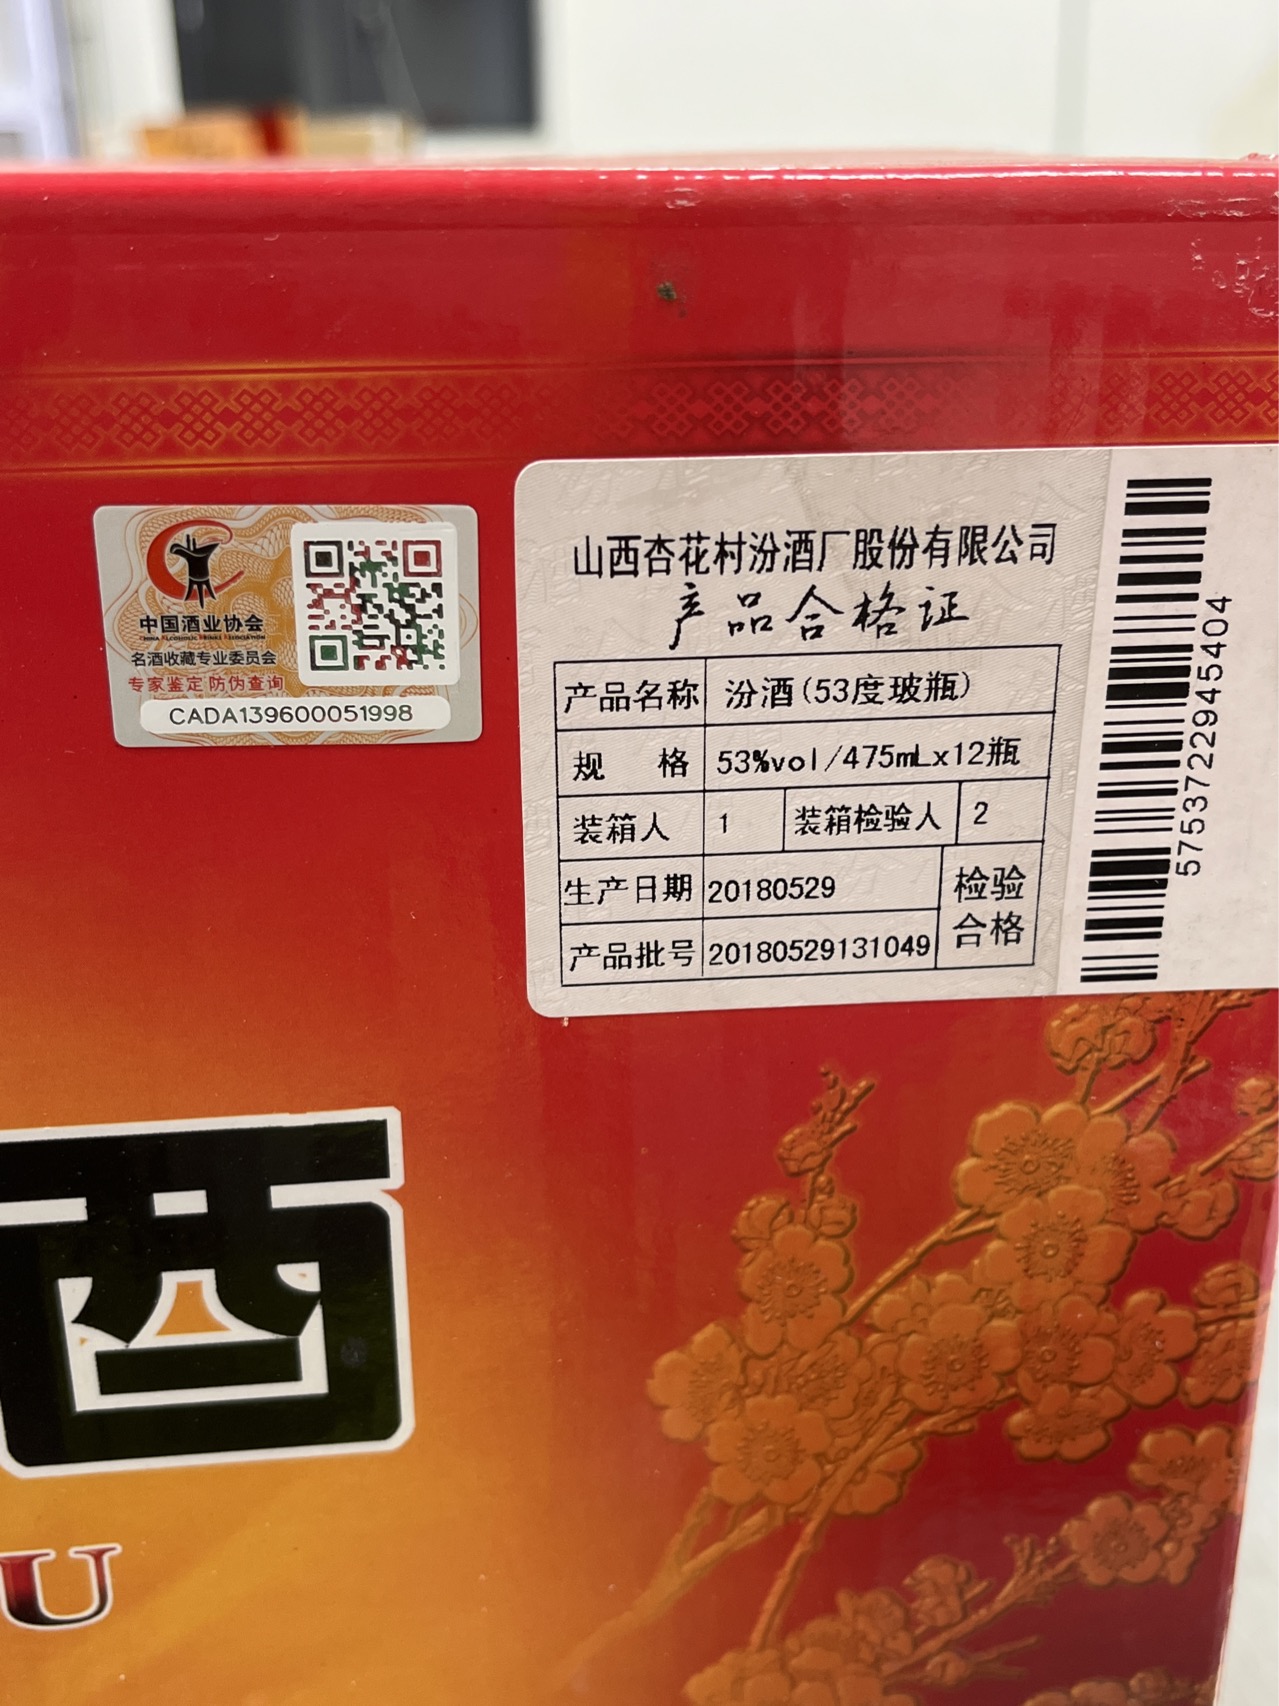 中国酒业协会
CHINA ALCOHOLIC DRINKS ASSOCIATION
名酒收藏专业委员会
专家鉴定 防伪查询
CADA139600051998
山西杏花村汾酒厂股份有限公司
产品合格证
产品名称 汾酒(53度玻瓶)
规 格 53%vol/475mLx12瓶
装箱人 1 装箱检验人 2
生产日期 20180529 检验
产品批号 20180529131049 合格
5753722945404
酒
U